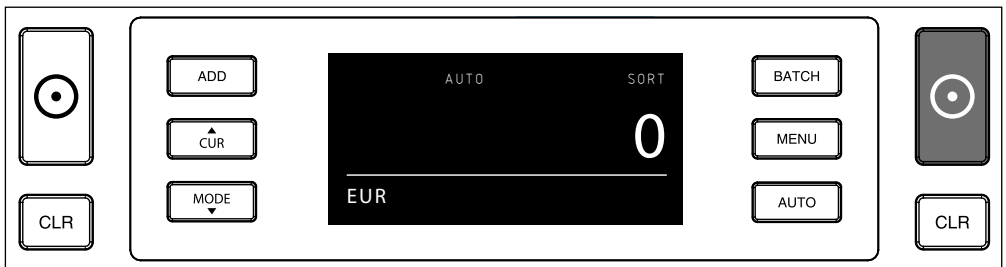 ADD
CUR
MODE
CLR
AUTO SORT
0
EUR
BATCH
MENU
AUTO
CLR